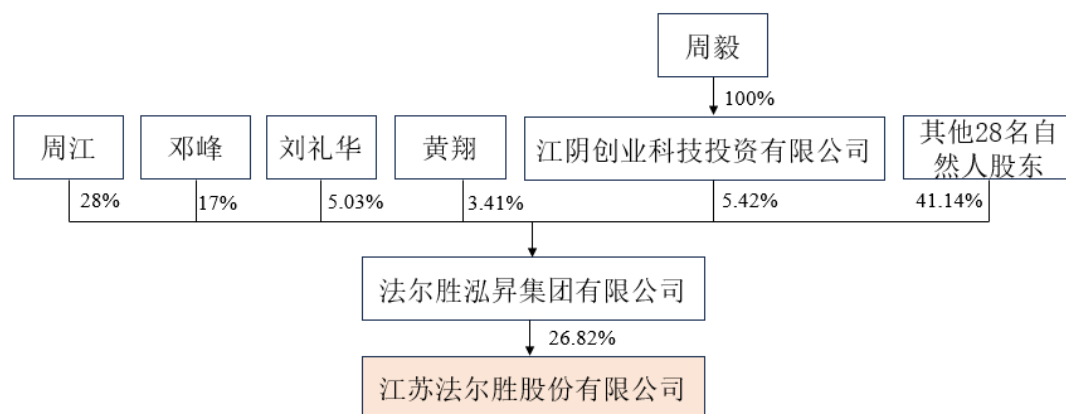 周毅
100%
周江
邓峰
刘礼华
黄翔
江阴创业科技投资有限公司
其他28名自
然人股东
28%
17%
5.03%
3.41%
5.42%
41.14%
法尔胜泓昇集团有限公司
26.82%
江苏法尔胜股份有限公司